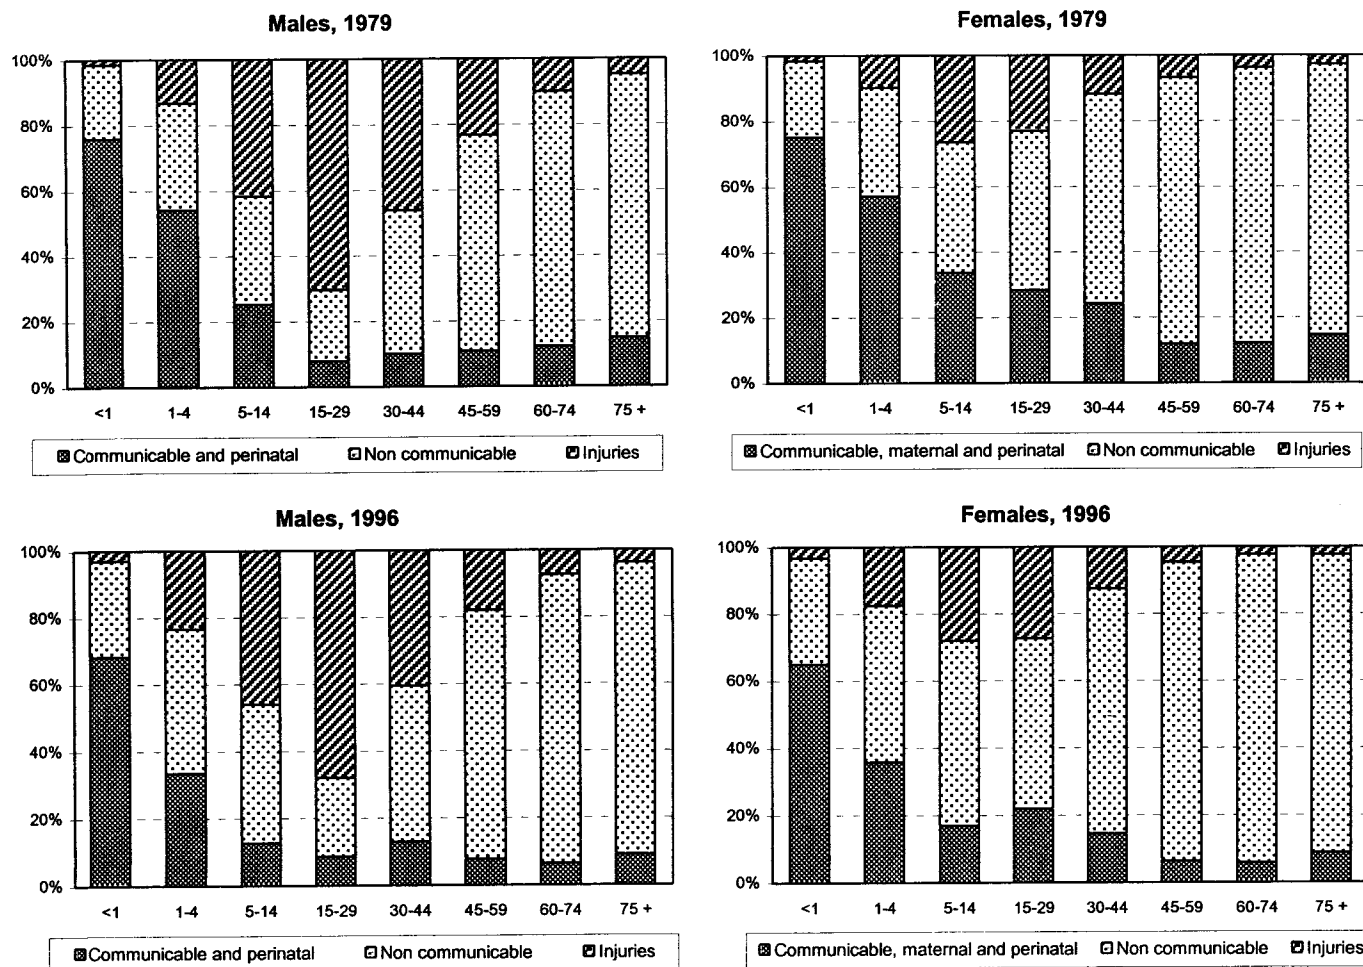 Males, 1979
100%
80%
60%
40%
20%
0%
<1 1-4 5-14 15-29 30-44 45-59 60-74 75 +
Communicable and perinatal Non communicable Injuries
Females, 1979
100%
80%
60%
40%
20%
0%
<1 1-4 5-14 15-29 30-44 45-59 60-74 75 +
Communicable, maternal and perinatal Non communicable Injuries
Males, 1996
100%
80%
60%
40%
20%
0%
<1 1-4 5-14 15-29 30-44 45-59 60-74 75 +
Communicable and perinatal Non communicable Injuries
Females, 1996
100%
80%
60%
40%
20%
0%
<1 1-4 5-14 15-29 30-44 45-59 60-74 75 +
Communicable, maternal and perinatal Non communicable Injuries